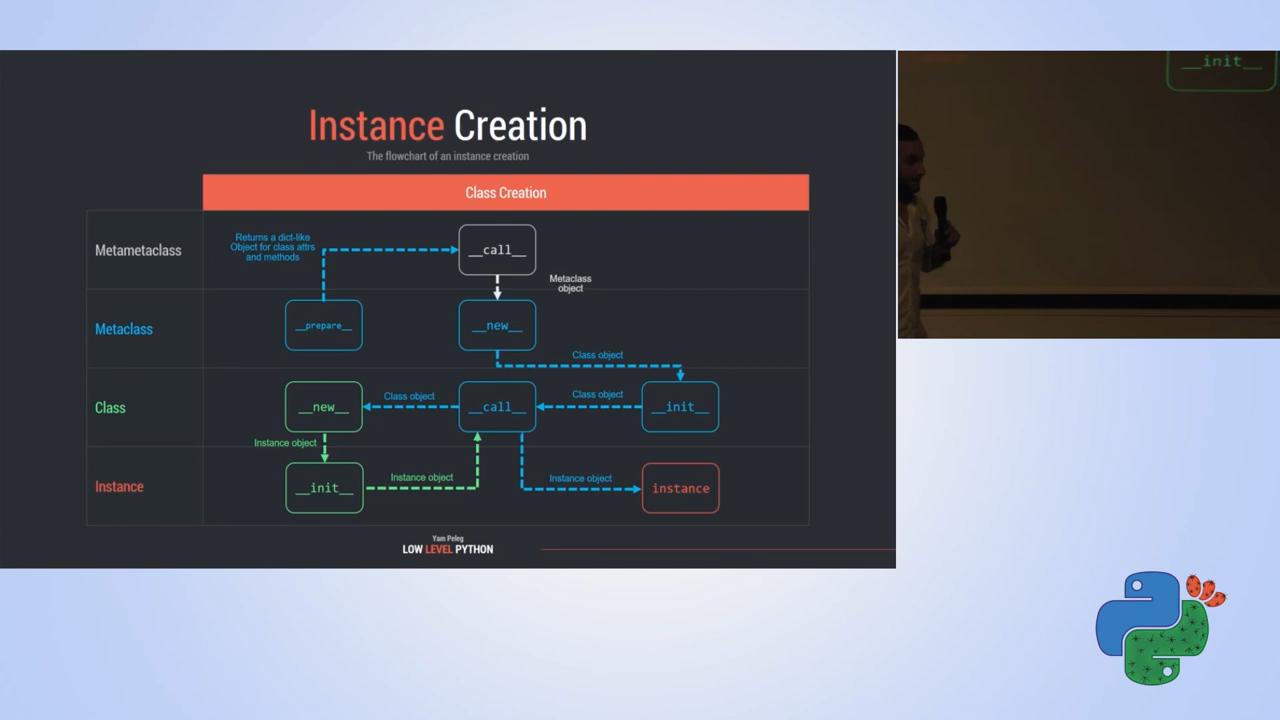 Instance Creation
The flowchart of an instance creation
Class Creation
Metametaclass
Returns a dict-like
Object for class attrs
and methods
__call__
Metaclass
object
Metaclass
__prepare__
__new__
Class object
Class
__new__
Class object
__call__
Class object
__init__
Instance object
Instance
__init__
Instance object
Instance object
instance
Yam Peleg
LOW LEVEL PYTHON
__init__